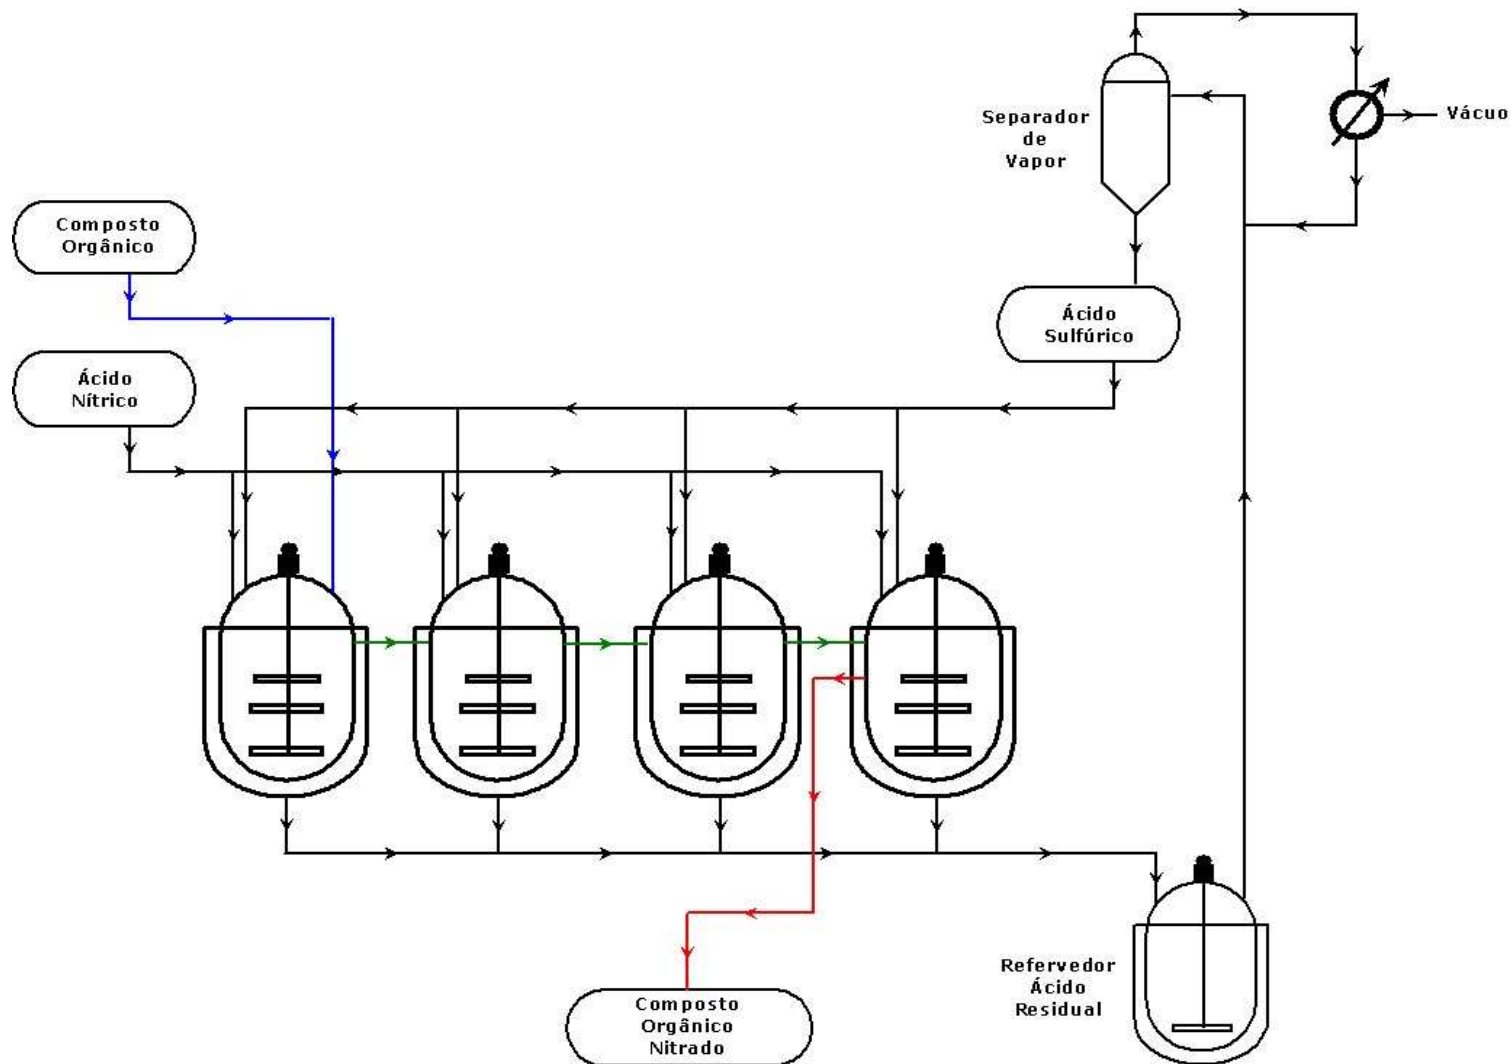 Separador
de
Vapor
Vácuo
Composto
Orgânico
Ácido
Sulfúrico
Ácido
Nítrico
Refervedor
Ácido
Residual
Composto
Orgânico
Nitrado